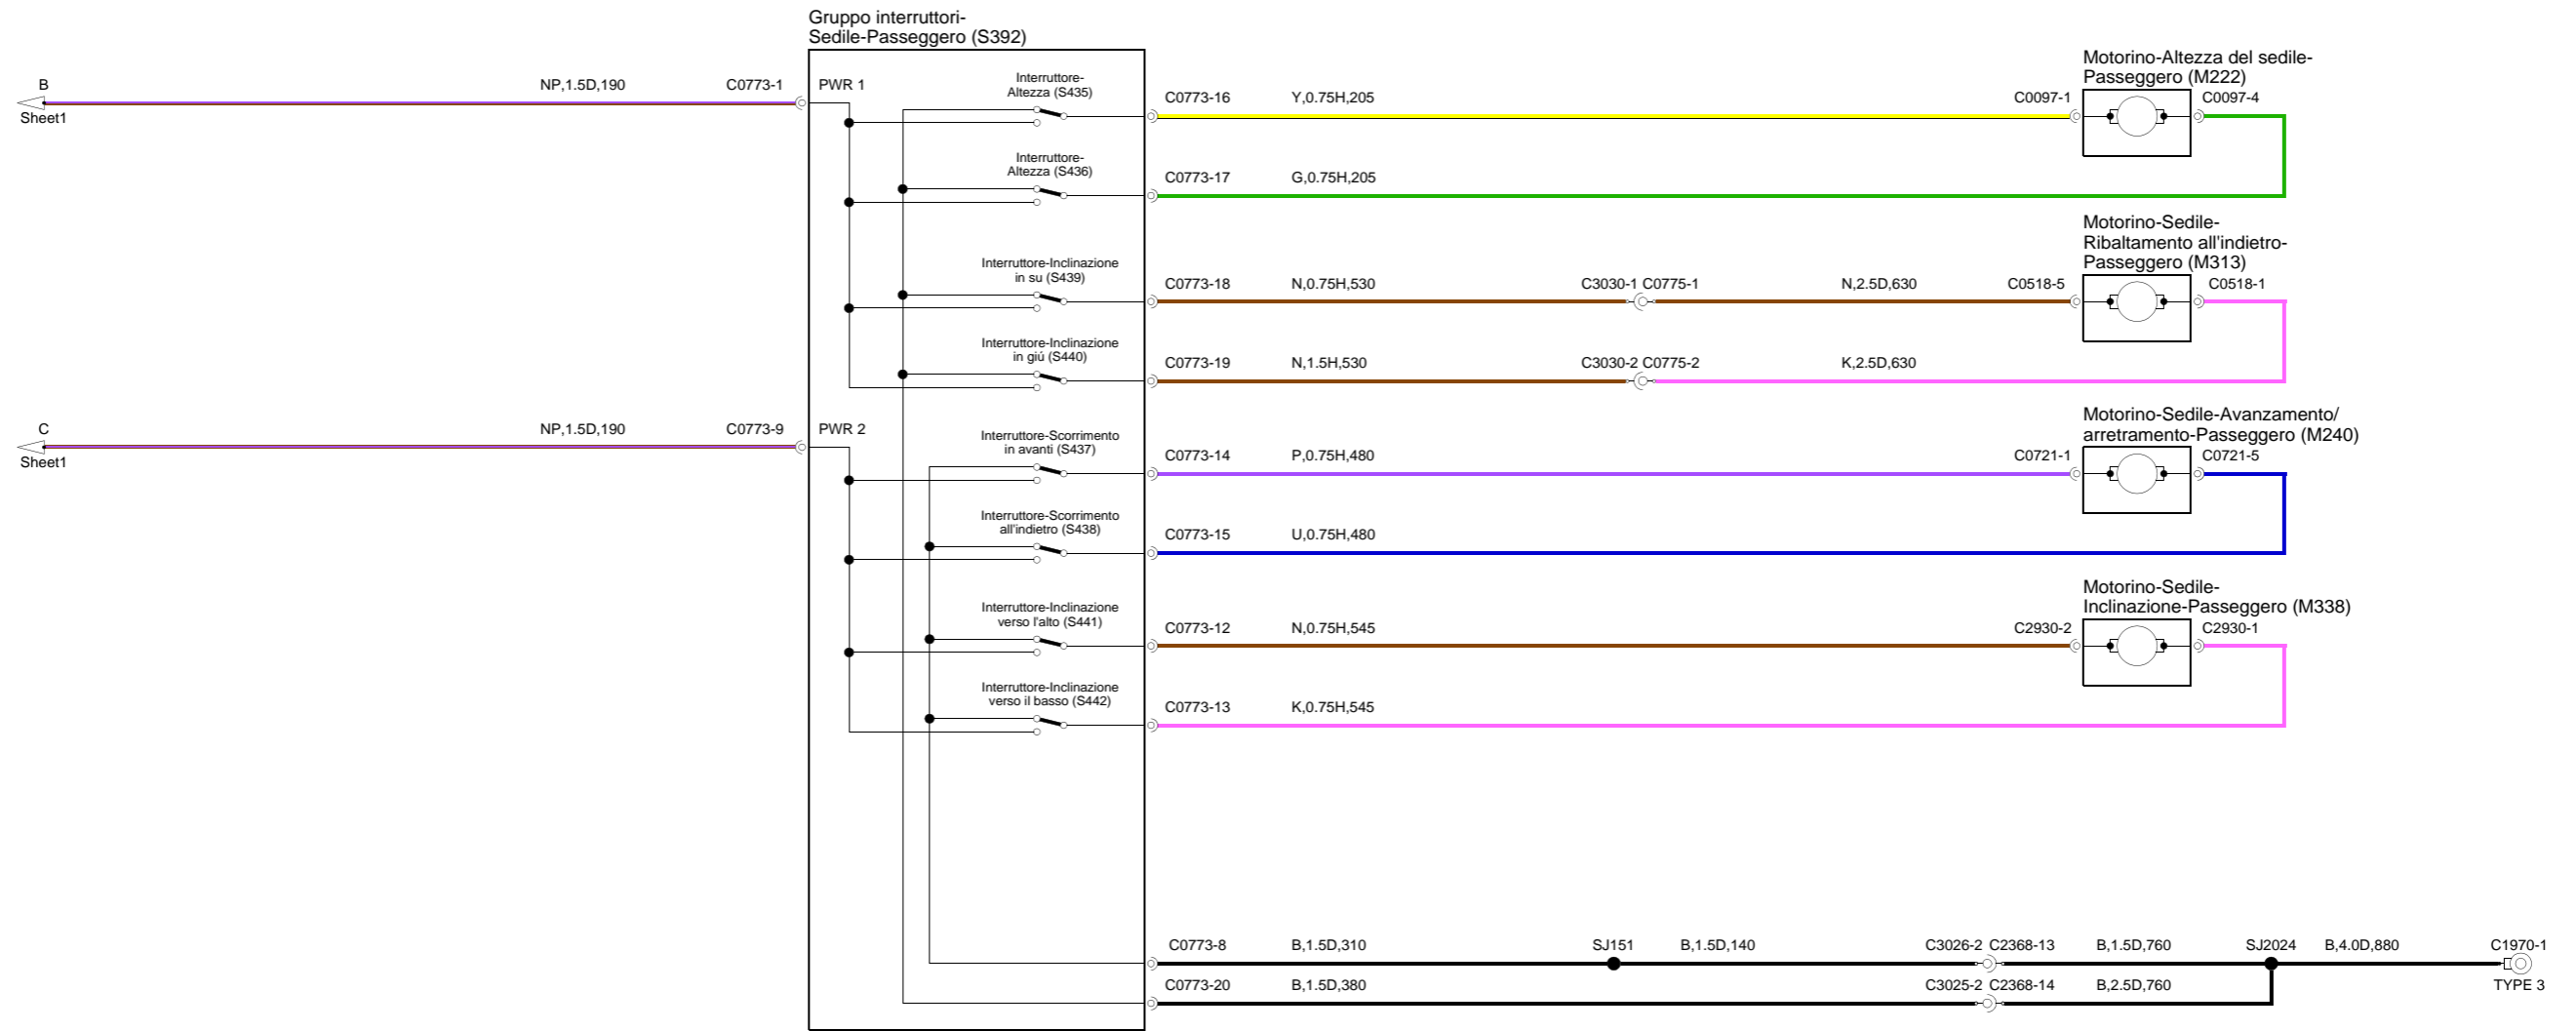 Gruppo interruttori-
Sedile-Passeggero (S392)
B
NP,1.5D,190
C0773-1
PWR 1
Sheet1
Interruttore-
Altezza (S435)
C0773-16
Y,0.75H,205
C0097-1
Motorino-Altezza del sedile-
Passeggero (M222)
C0097-4
Interruttore-
Altezza (S436)
C0773-17
G,0.75H,205
Interruttore-Inclinazione
in su (S439)
C0773-18
N,0.75H,530
C3030-1 C0775-1
N,2.5D,630
C0518-5
Motorino-Sedile-
Ribaltamento all'indietro-
Passeggero (M313)
C0518-1
Interruttore-Inclinazione
in giú (S440)
C0773-19
N,1.5H,530
C3030-2 C0775-2
K,2.5D,630
C
NP,1.5D,190
C0773-9
PWR 2
Sheet1
Interruttore-Scorrimento
in avanti (S437)
C0773-14
P,0.75H,480
C0721-1
Motorino-Sedile-Avanzamento/
arretramento-Passeggero (M240)
C0721-5
Interruttore-Scorrimento
all'indietro (S438)
C0773-15
U,0.75H,480
Interruttore-Inclinazione
verso l'alto (S441)
C0773-12
N,0.75H,545
C2930-2
Motorino-Sedile-
Inclinazione-Passeggero (M338)
C2930-1
Interruttore-Inclinazione
verso il basso (S442)
C0773-13
K,0.75H,545
C0773-8
B,1.5D,310
SJ151
B,1.5D,140
C3026-2 C2368-13
B,1.5D,760
SJ2024
B,4.0D,880
C1970-1
C0773-20
B,1.5D,380
C3025-2 C2368-14
B,2.5D,760
TYPE 3